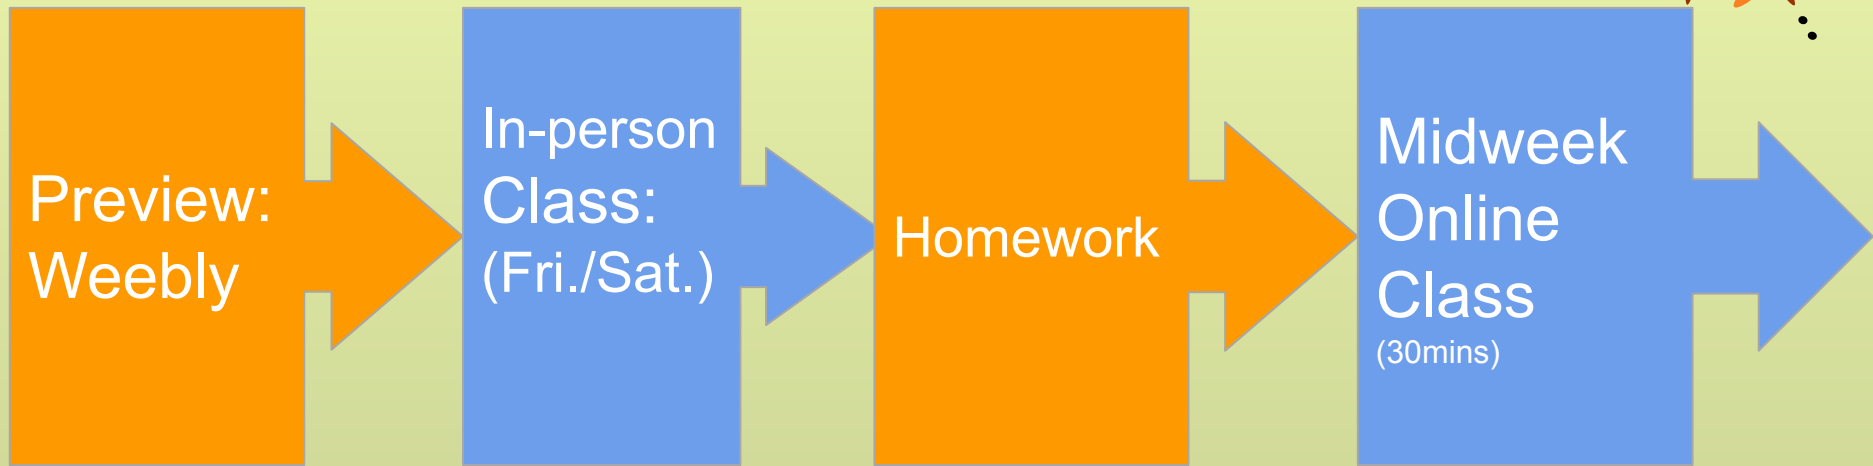 Preview:
Weebly
In-person
Class:
(Fri./Sat.)
Homework
Midweek
Online
Class
(30mins)